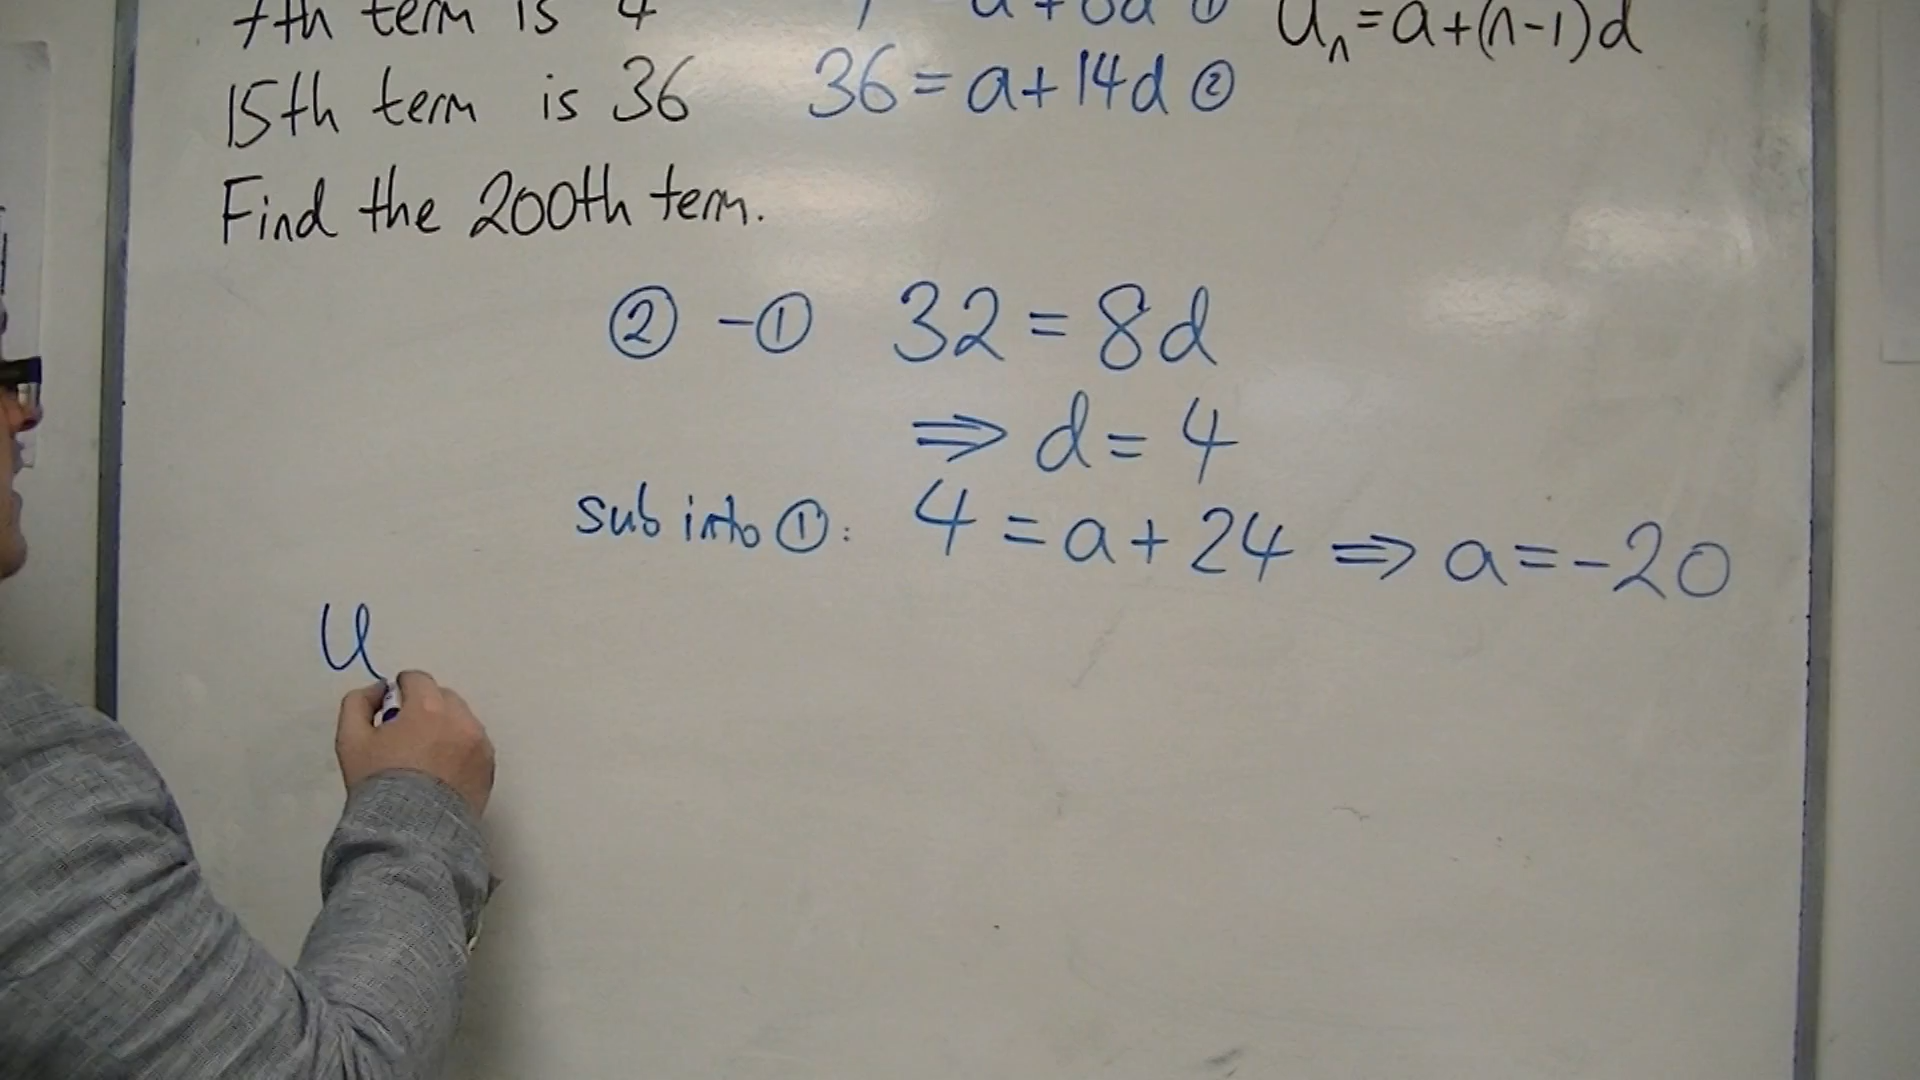 7th term is 4 a+6d ①
Uₙ=a+(n-1)d
15th term is 36 36=a+14d ②
Find the 200th term.
② -① 32=8d
⇒ d=4
sub into ①: 4=a+24 ⇒ a=-20
U